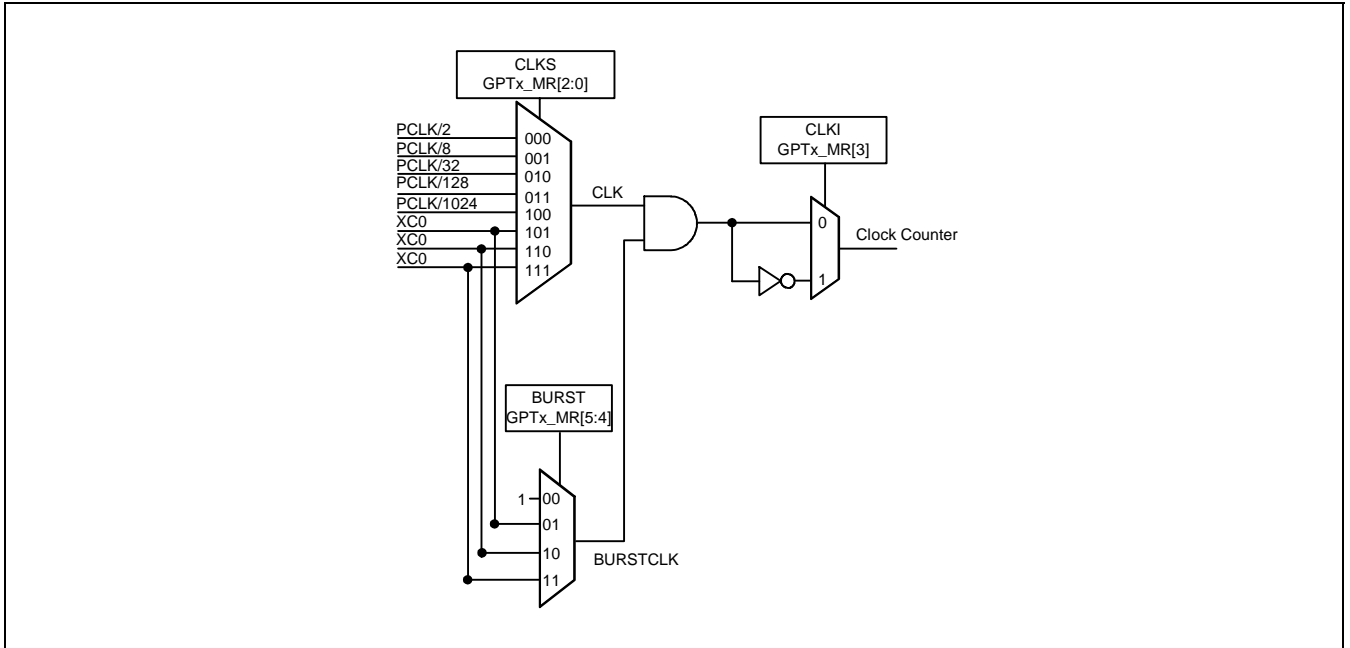 CLKS
GPTx_MR[2:0]
PCLK/2
PCLK/8
PCLK/32
PCLK/128
PCLK/1024
XC0
XC0
XC0
000
001
010
011
100
101
110
111
CLK
CLKI
GPTx_MR[3]
0
1
Clock Counter
BURST
GPTx_MR[5:4]
1
00
01
10
11
BURSTCLK